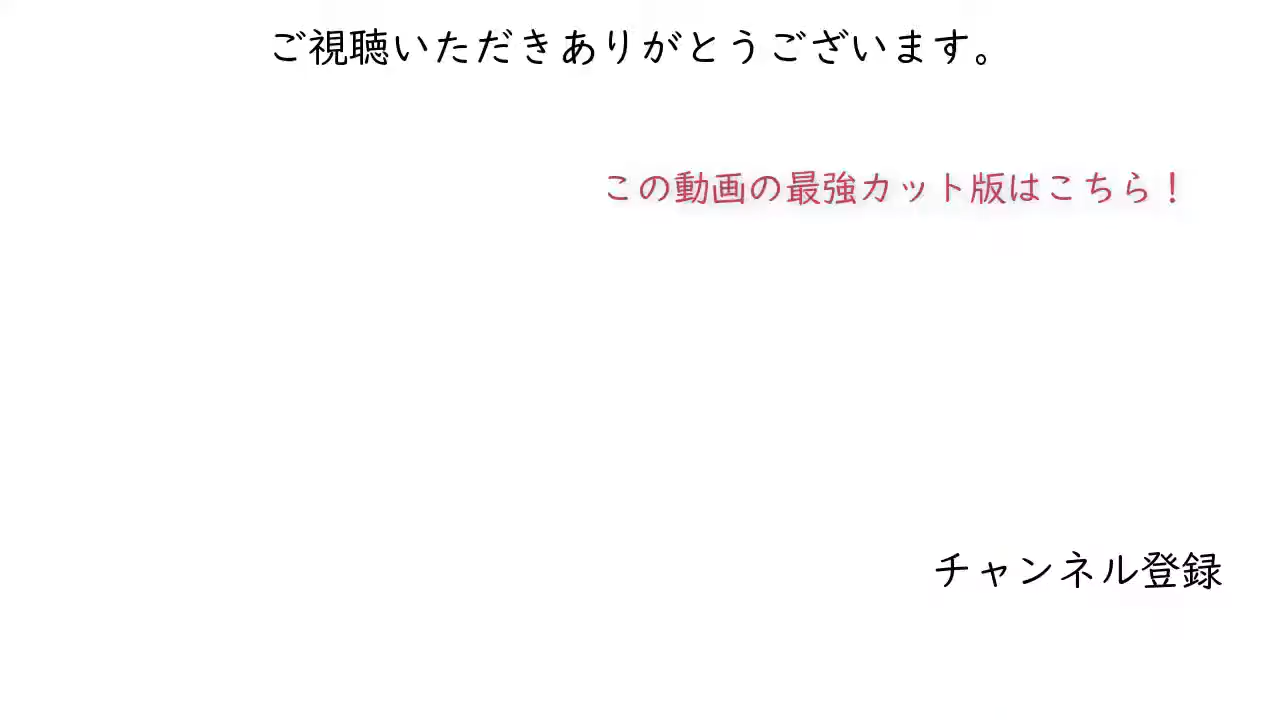 ご視聴いただきありがとうございます。
この動画の最強カット版はこちら！
チャンネル登録